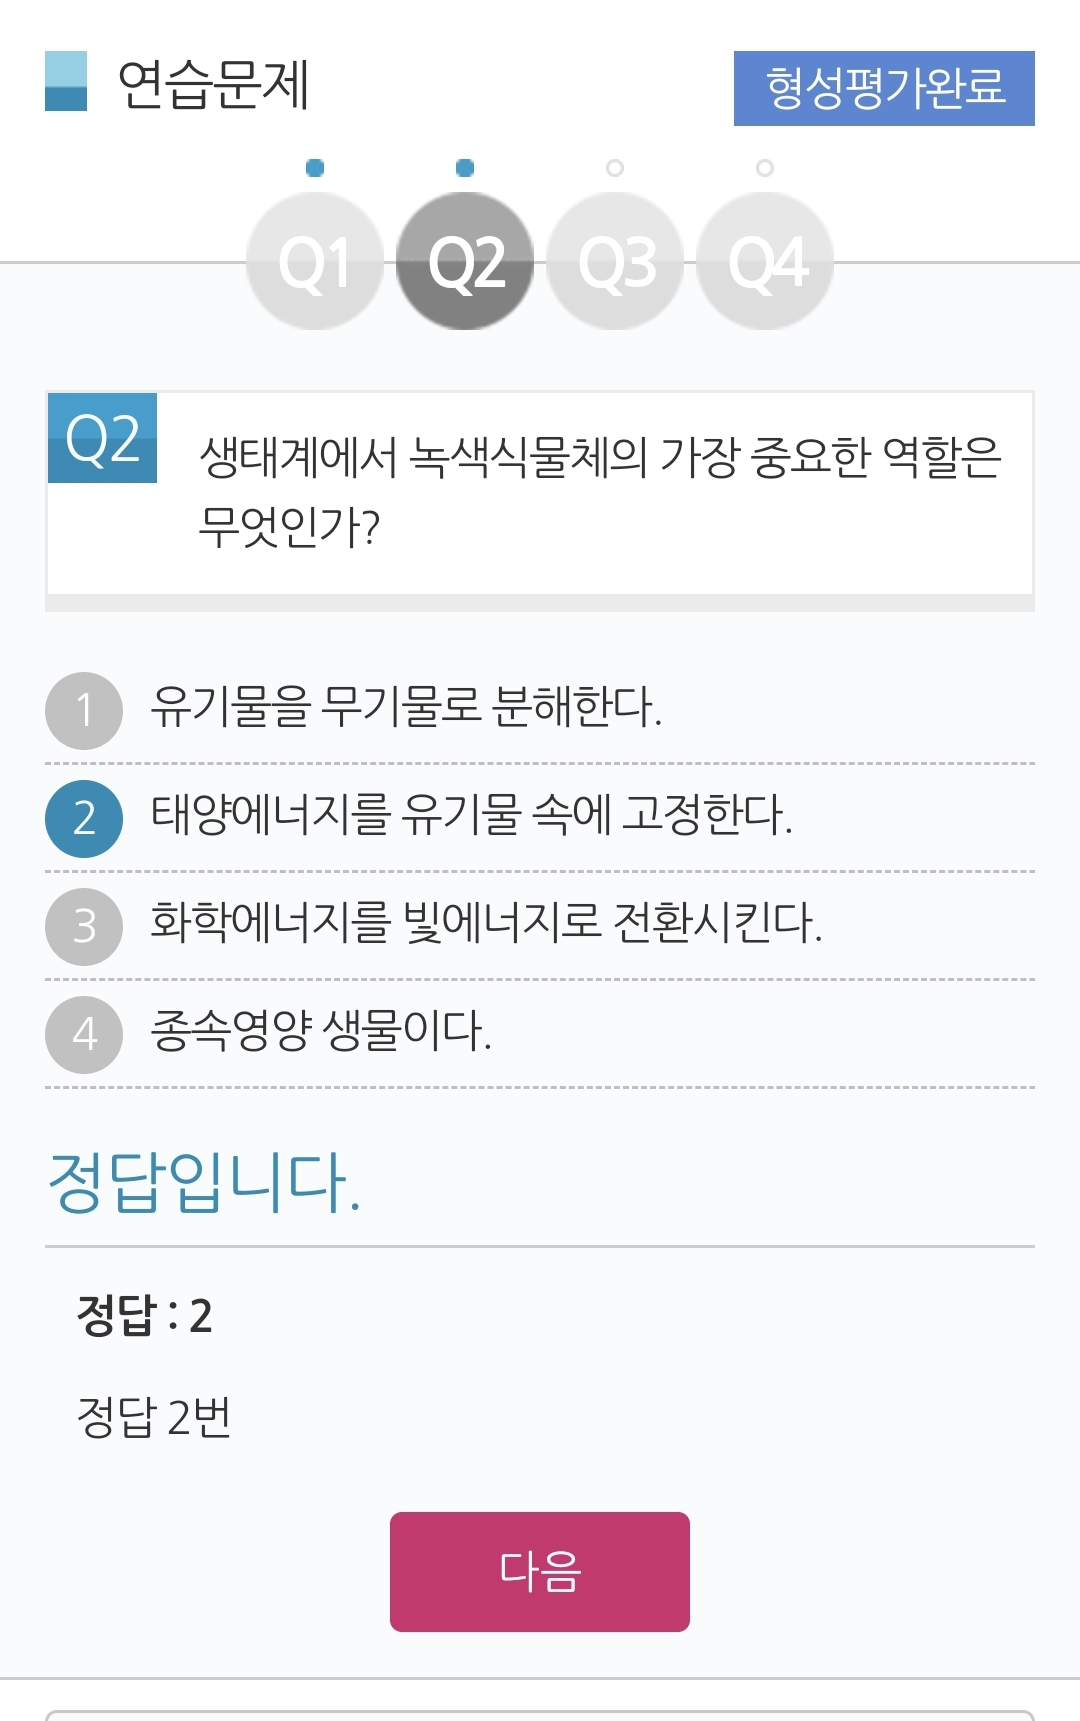 연습문제
형성평가완료
Q1 Q2 Q3 Q4
Q2
생태계에서 녹색식물체의 가장 중요한 역할은
무엇인가?
1 유기물을 무기물로 분해한다.
2 태양에너지를 유기물 속에 고정한다.
3 화학에너지를 빛에너지로 전환시킨다.
4 종속영양 생물이다.
정답입니다.
정답 : 2
정답 2번
다음